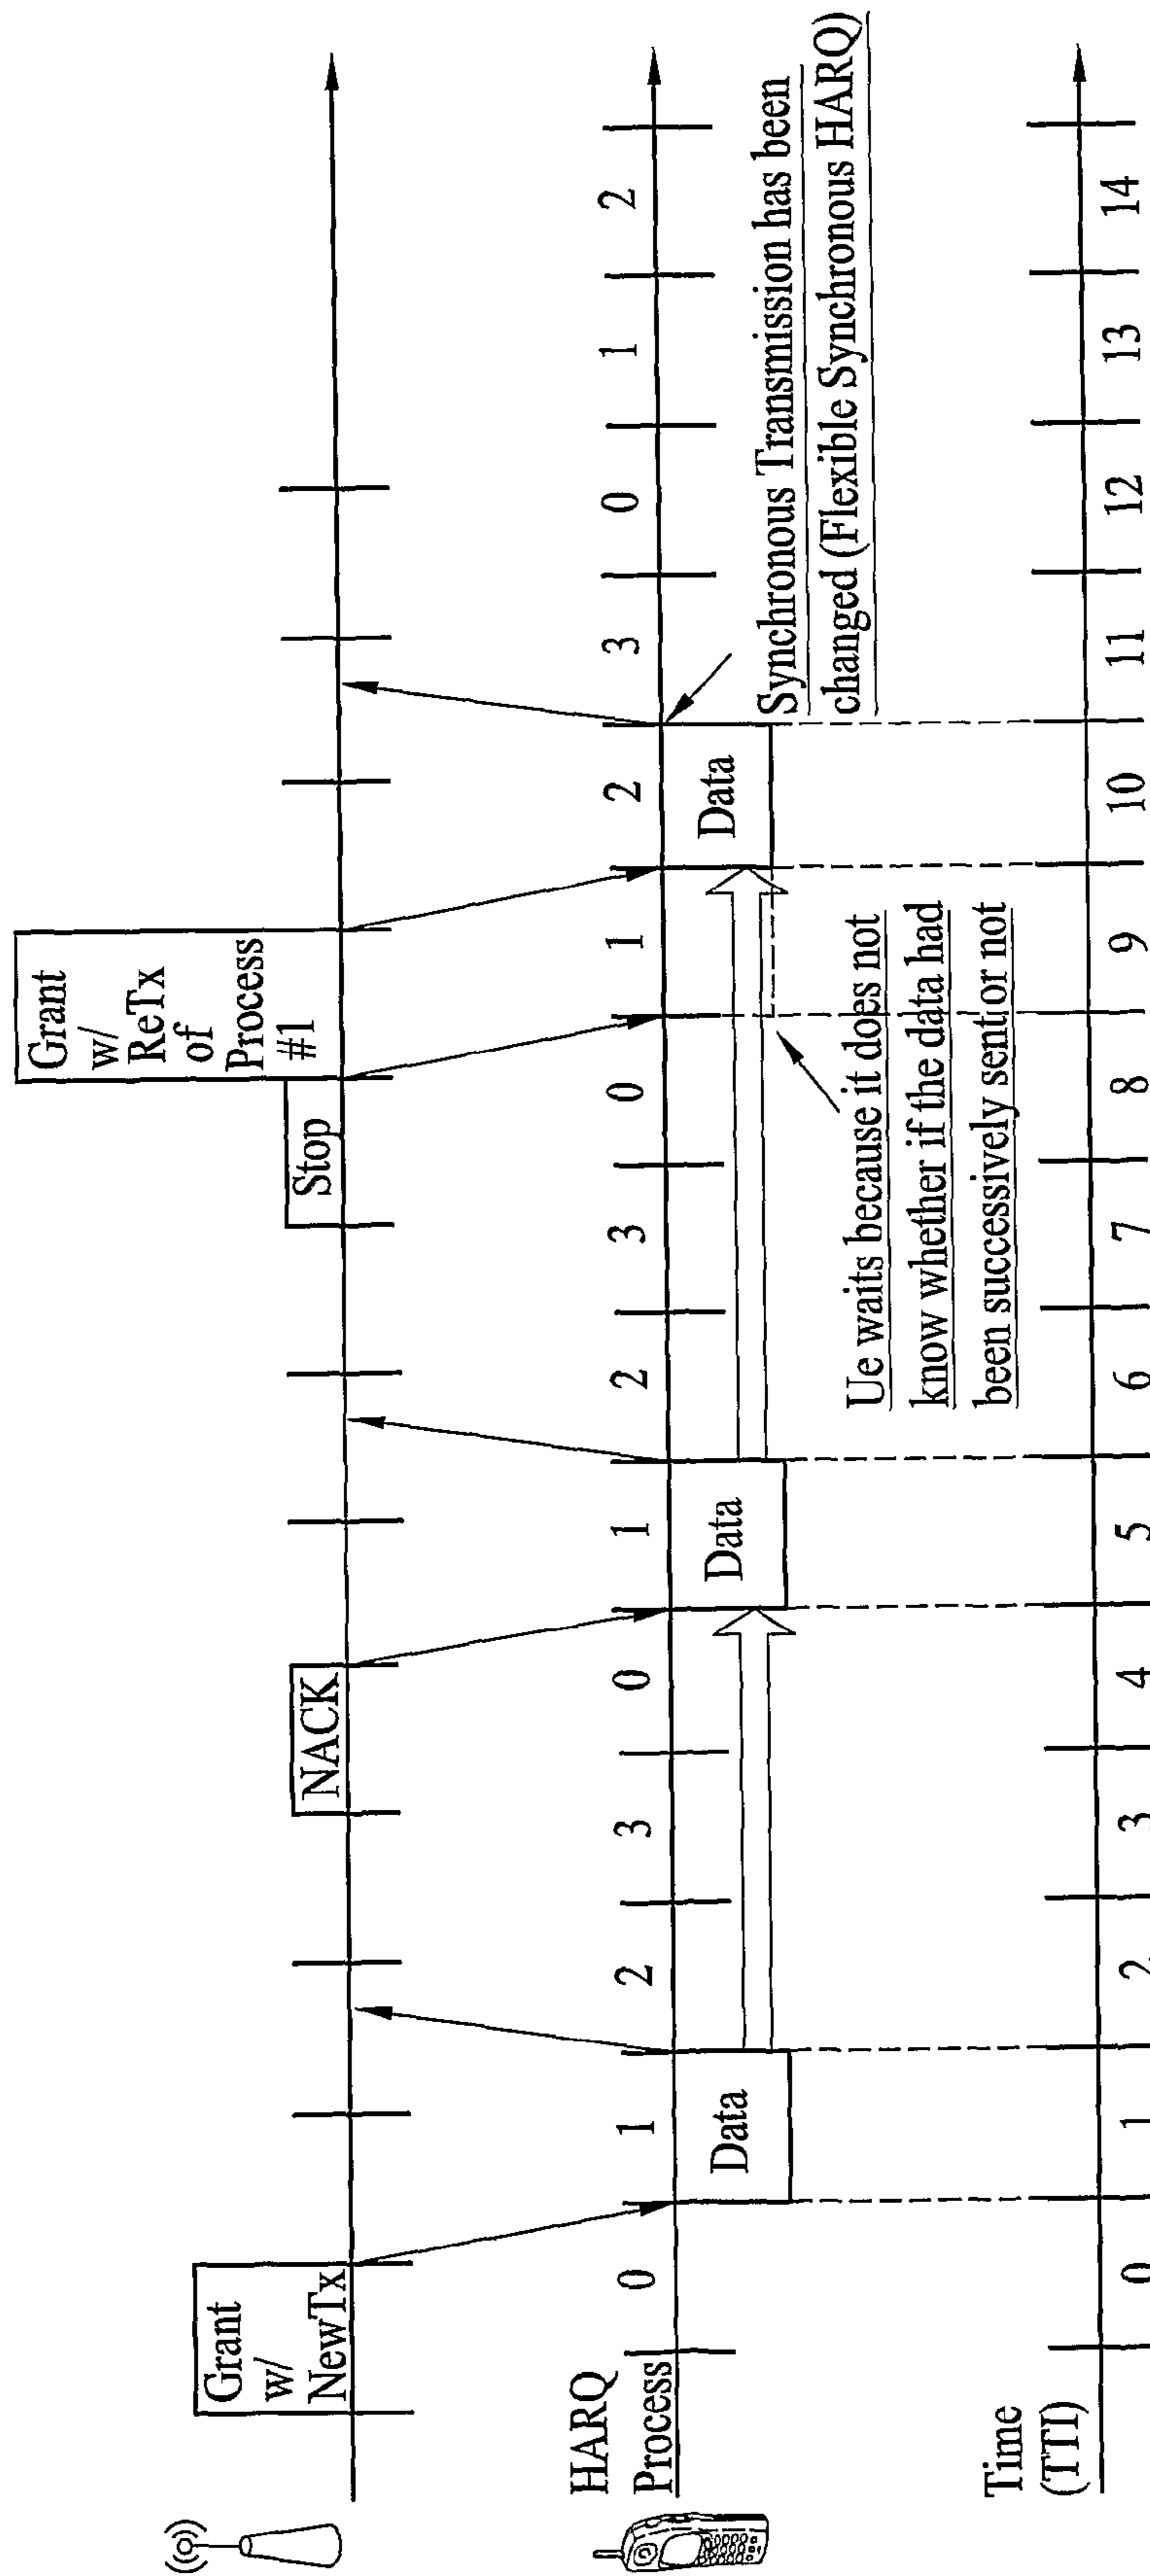 Grant
w/
NewTx
NACK
Stop
Grant
w/
ReTx
of
Process
#1
HARQ
Process
0 1 2 3 0 1 2 3 0 1 2 3 0 1 2
Data
Data
Data
Synchronous Transmission has been
changed (Flexible Synchronous HARQ)
Ue waits because it does not
know whether if the data had
been successively sent or not
Time
(TTI)
0 1 2 3 4 5 6 7 8 9 10 11 12 13 14